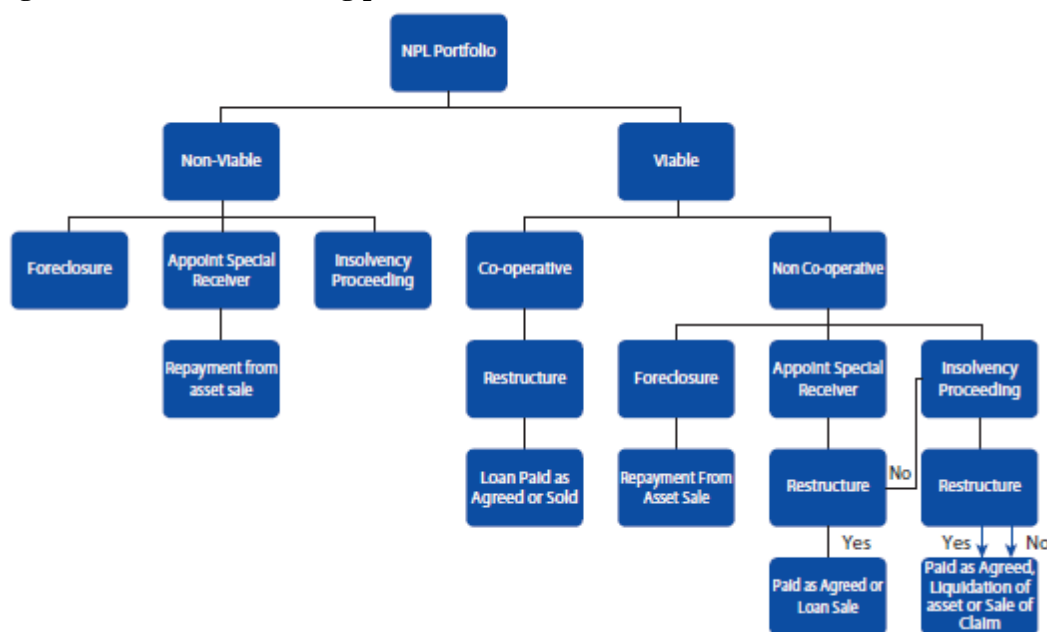 NPL Portfolio
Non-Viable
Viable
Foreclosure
Appoint Special
Receiver
Insolvency
Proceeding
Co-operative
Non Co-operative
Repayment from
asset sale
Restructure
Foreclosure
Appoint Special
Receiver
Insolvency
Proceeding
Loan Paid as
Agreed or Sold
Repayment From
Asset Sale
Restructure
No
Restructure
Yes
Yes
No
Paid as Agreed or
Loan Sale
Paid as Agreed,
Liquidation of
asset or Sale of
Claim